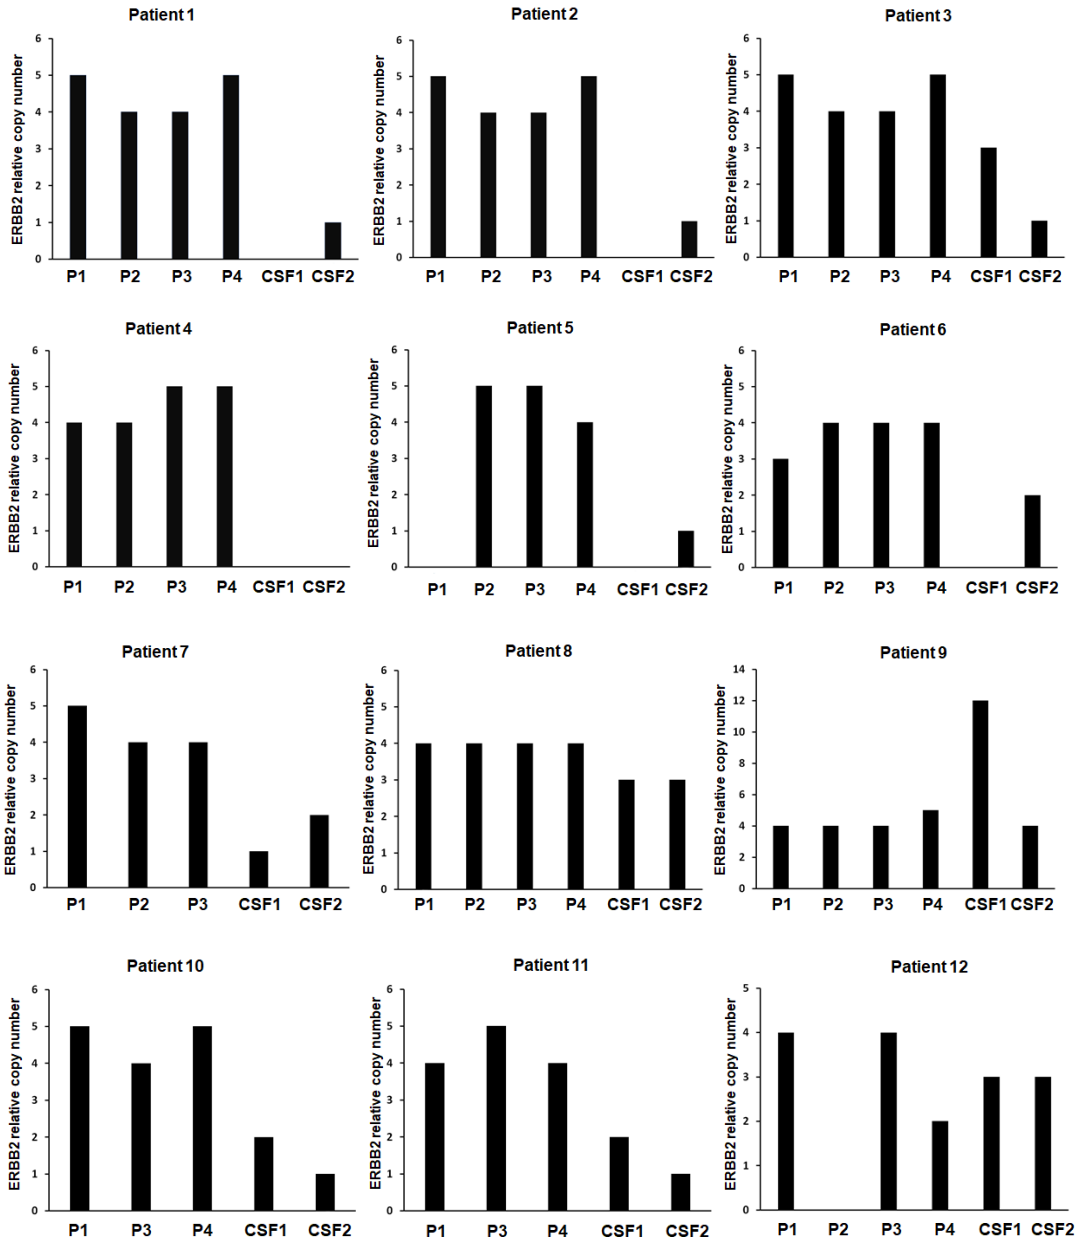 Patient 1
ERBB2 relative copy number
6
5
4
3
2
1
0
P1 P2 P3 P4 CSF1 CSF2
Patient 2
ERBB2 relative copy number
6
5
4
3
2
1
0
P1 P2 P3 P4 CSF1 CSF2
Patient 3
ERBB2 relative copy number
6
5
4
3
2
1
0
P1 P2 P3 P4 CSF1 CSF2
Patient 4
ERBB2 relative copy number
6
5
4
3
2
1
0
P1 P2 P3 P4 CSF1 CSF2
Patient 5
ERBB2 relative copy number
6
5
4
3
2
1
0
P1 P2 P3 P4 CSF1 CSF2
Patient 6
ERBB2 relative copy number
6
5
4
3
2
1
0
P1 P2 P3 P4 CSF1 CSF2
Patient 7
ERBB2 relative copy number
6
5
4
3
2
1
0
P1 P2 P3 CSF1 CSF2
Patient 8
ERBB2 relative copy number
6
5
4
3
2
1
0
P1 P2 P3 P4 CSF1 CSF2
Patient 9
ERBB2 relative copy number
14
12
10
8
6
4
2
0
P1 P2 P3 P4 CSF1 CSF2
Patient 10
ERBB2 relative copy number
6
5
4
3
2
1
0
P1 P3 P4 CSF1 CSF2
Patient 11
ERBB2 relative copy number
6
5
4
3
2
1
0
P1 P3 P4 CSF1 CSF2
Patient 12
ERBB2 relative copy number
5
4
3
2
1
0
P1 P2 P3 P4 CSF1 CSF2